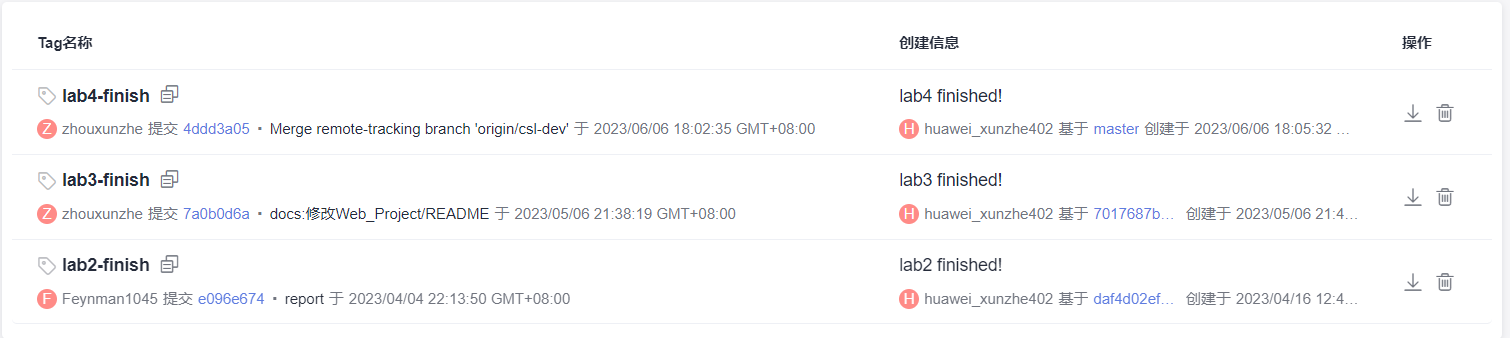 Tag名称 创建信息 操作
lab4-finish lab4 finished!
Z zhouxunzhe 提交 4ddd3a05 · Merge remote-tracking branch 'origin/csl-dev' 于 2023/06/06 18:02:35 GMT+08:00 H huawei_xunzhe402 基于 master 创建于 2023/06/06 18:05:32 ...
lab3-finish lab3 finished!
Z zhouxunzhe 提交 7a0b0d6a · docs:修改Web_Project/README 于 2023/05/06 21:38:19 GMT+08:00 H huawei_xunzhe402 基于 7017687b... 创建于 2023/05/06 21:4...
lab2-finish lab2 finished!
F Feynman1045 提交 e096e674 · report 于 2023/04/04 22:13:50 GMT+08:00 H huawei_xunzhe402 基于 daf4d02ef... 创建于 2023/04/16 12:4...